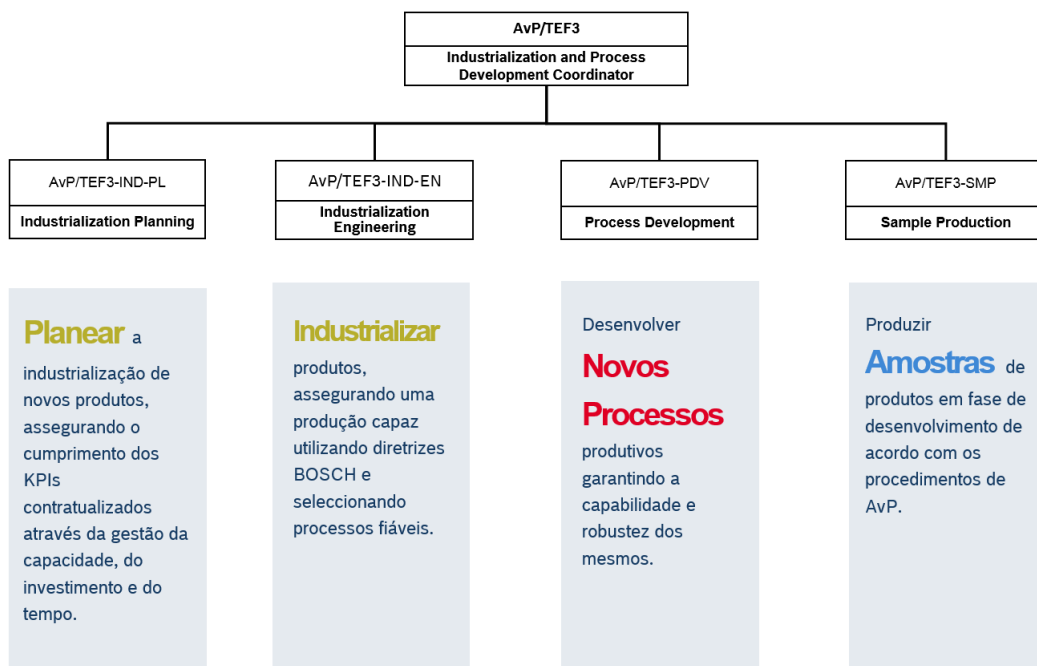 AvP/TEF3
Industrialization and Process
Development Coordinator
AvP/TEF3-IND-PL
Industrialization Planning
AvP/TEF3-IND-EN
Industrialization
Engineering
AvP/TEF3-PDV
Process Development
AvP/TEF3-SMP
Sample Production
Planear a
industrialização de
novos produtos,
assegurando o
cumprimento dos
KPIs
contratualizados
através da gestão da
capacidade, do
investimento e do
tempo.
Industrializar
produtos,
assegurando uma
produção capaz
utilizando diretrizes
BOSCH e
seleccionando
processos fiáveis.
Desenvolver
Novos
Processos
produtivos
garantindo a
capabilidade e
robustez dos
mesmos.
Produzir
Amostras de
produtos em fase de
desenvolvimento de
acordo com os
procedimentos de
AvP.